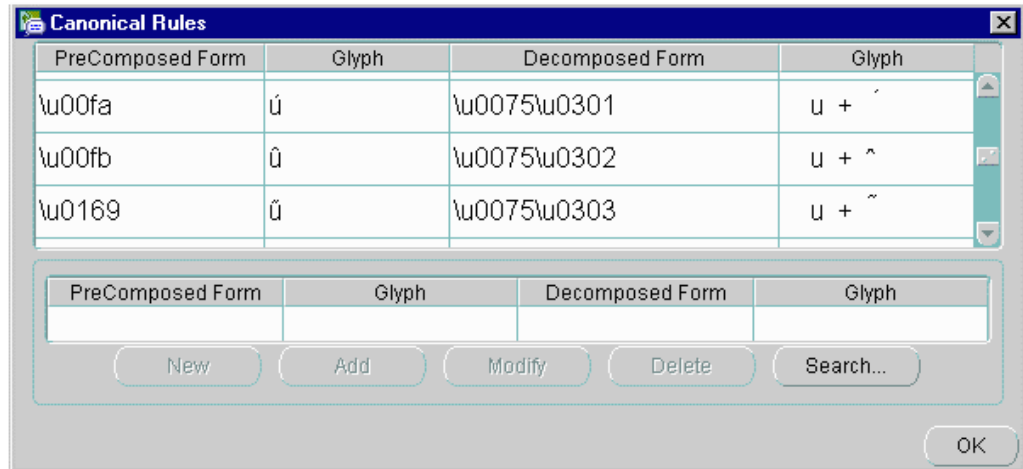 Canonical Rules
PreComposed Form Glyph Decomposed Form Glyph
\u00fa ú \u0075\u0301 u + ´
\u00fb û \u0075\u0302 u + ^
\u0169 ũ \u0075\u0303 u + ˜
PreComposed Form Glyph Decomposed Form Glyph
New Add Modify Delete Search...
OK